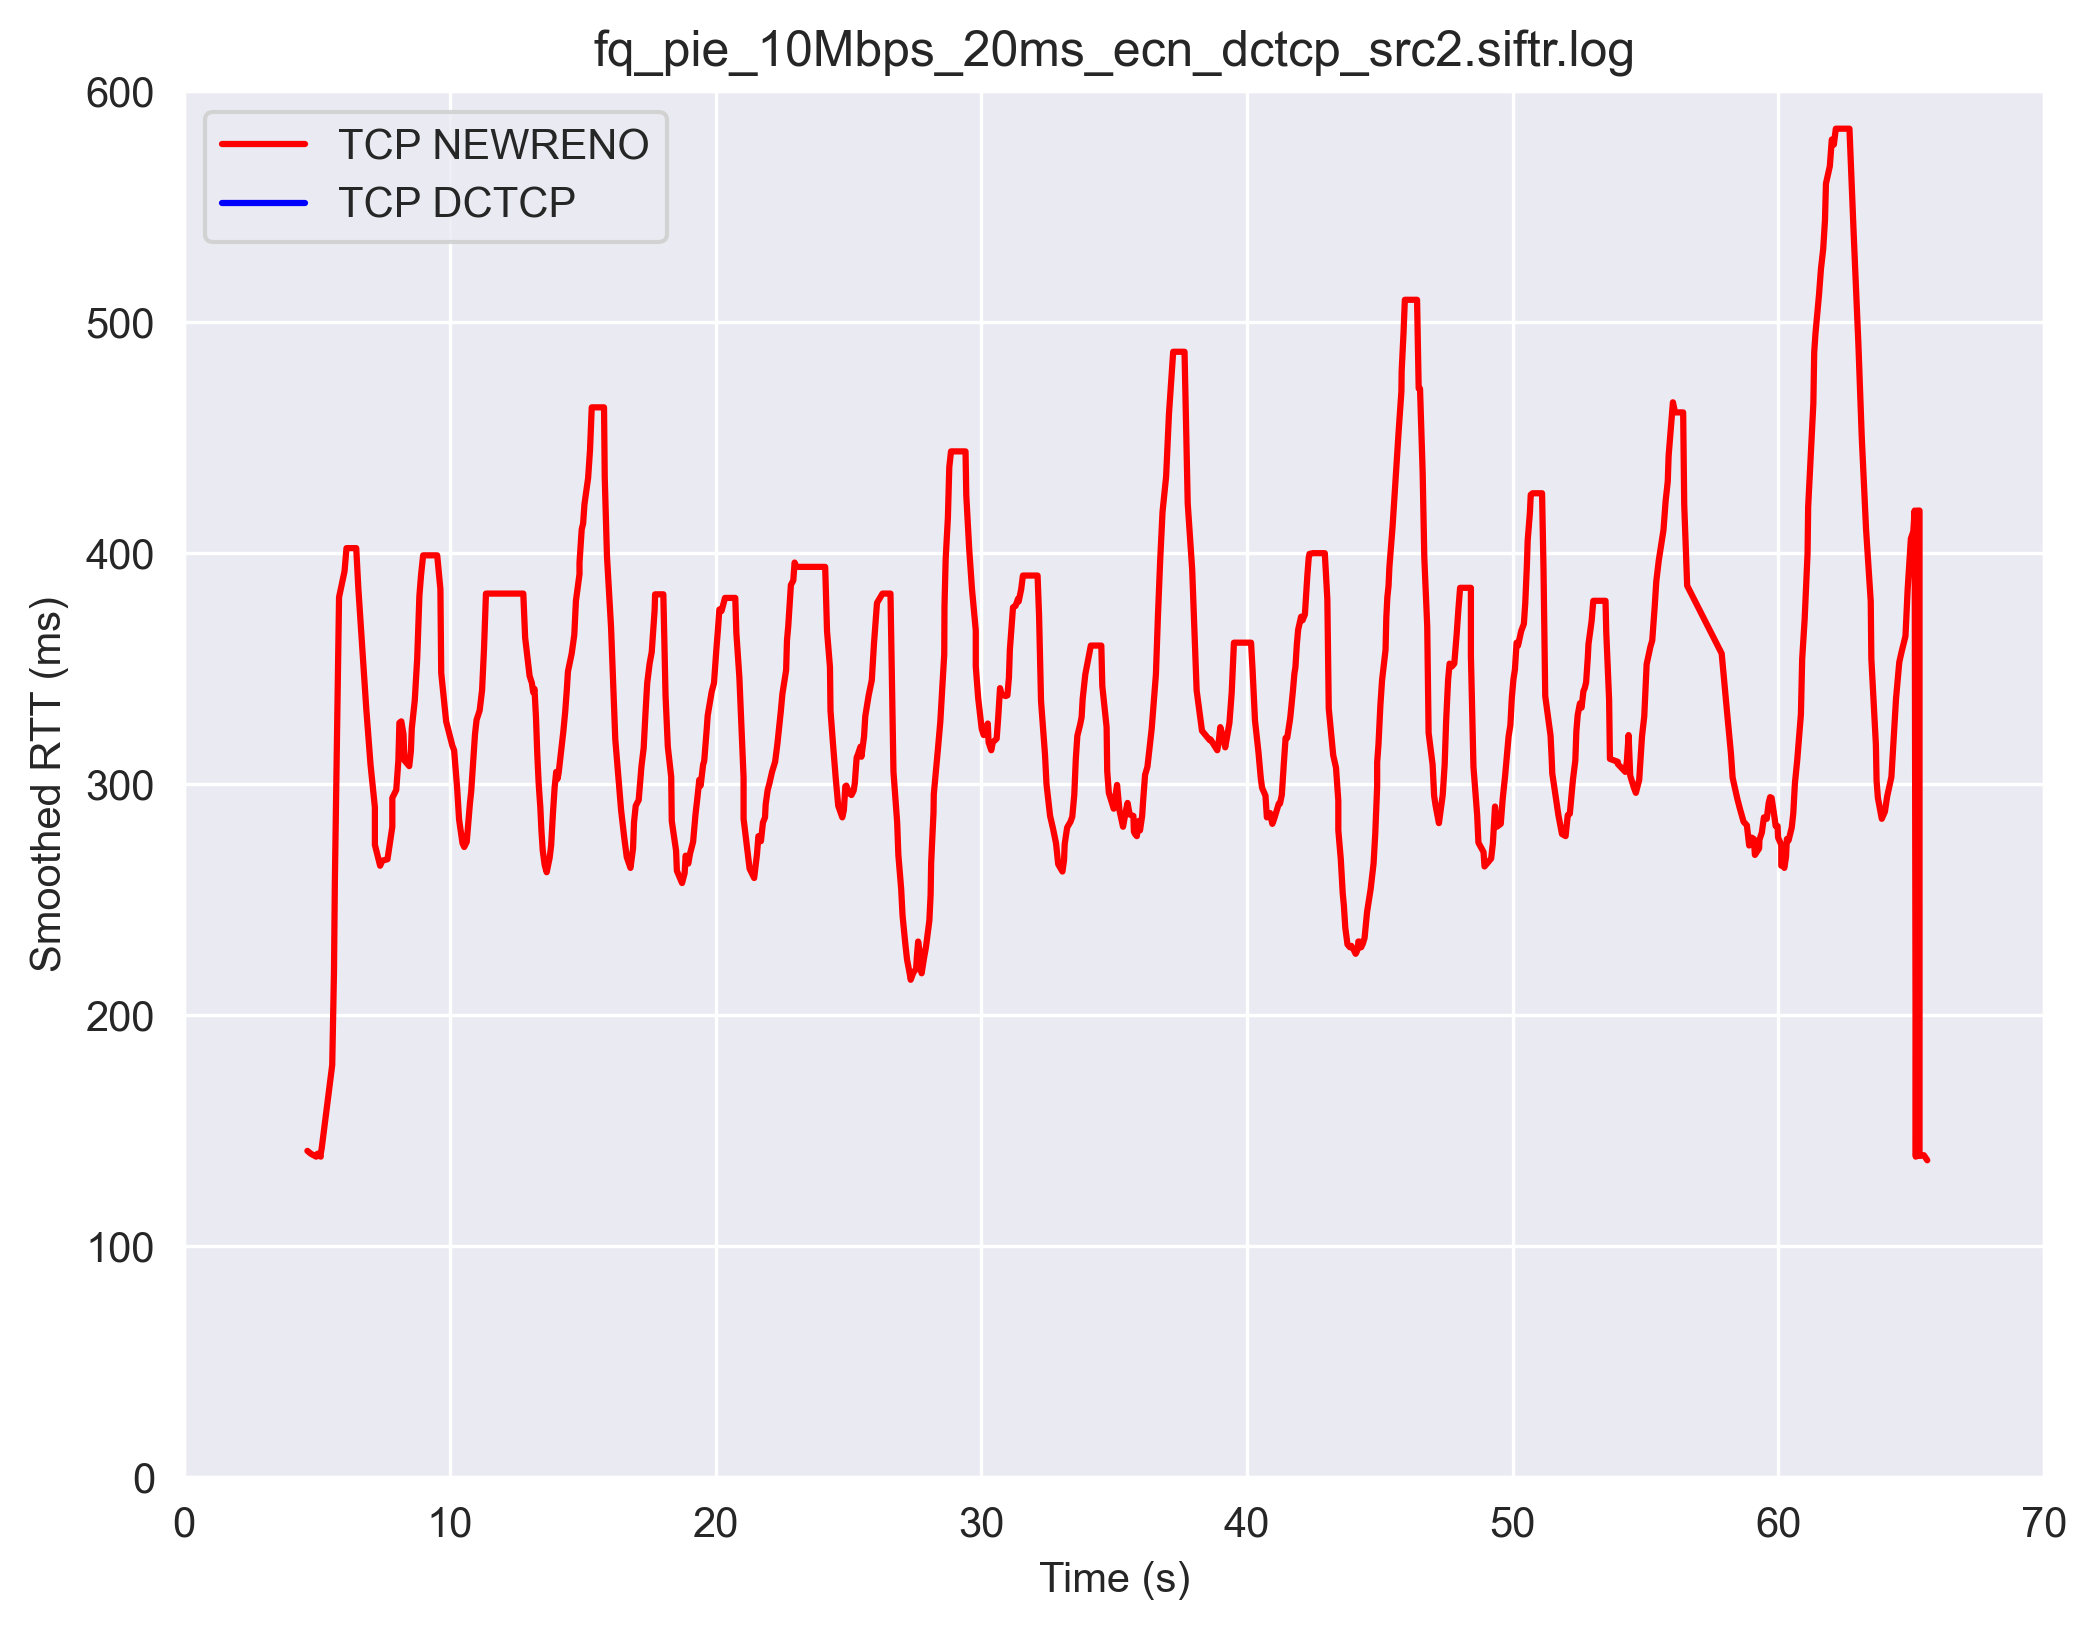 fq_pie_10Mbps_20ms_ecn_dctcp_src2.siftr.log
TCP NEWRENO
TCP DCTCP
Smoothed RTT (ms)
600
500
400
300
200
100
0
0 10 20 30 40 50 60 70
Time (s)